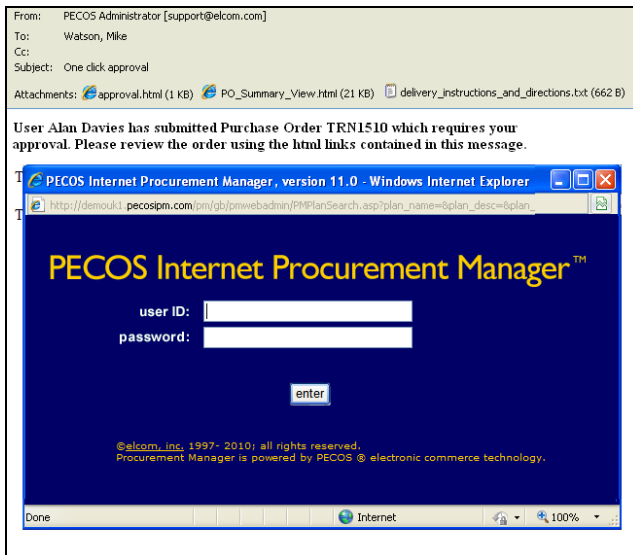 From: PECOS Administrator [support@elcom.com]
To: Watson, Mike
Cc:
Subject: One click approval
Attachments: approval.html (1 KB) PO_Summary_View.html (21 KB) delivery_instructions_and_directions.txt (662 B)
User Alan Davies has submitted Purchase Order TRN1510 which requires your
approval. Please review the order using the html links contained in this message.
T
PECOS Internet Procurement Manager, version 11.0 - Windows Internet Explorer
http://demouk1.pecosipm.com/pm/gb/pmwebadmin/PMPlanSearch.asp?plan_name=&plan_desc=&plan_
T
PECOS Internet Procurement Manager™
user ID:
password:
enter
©elcom, inc. 1997- 2010; all rights reserved.
Procurement Manager is powered by PECOS ® electronic commerce technology.
Done Internet 100%